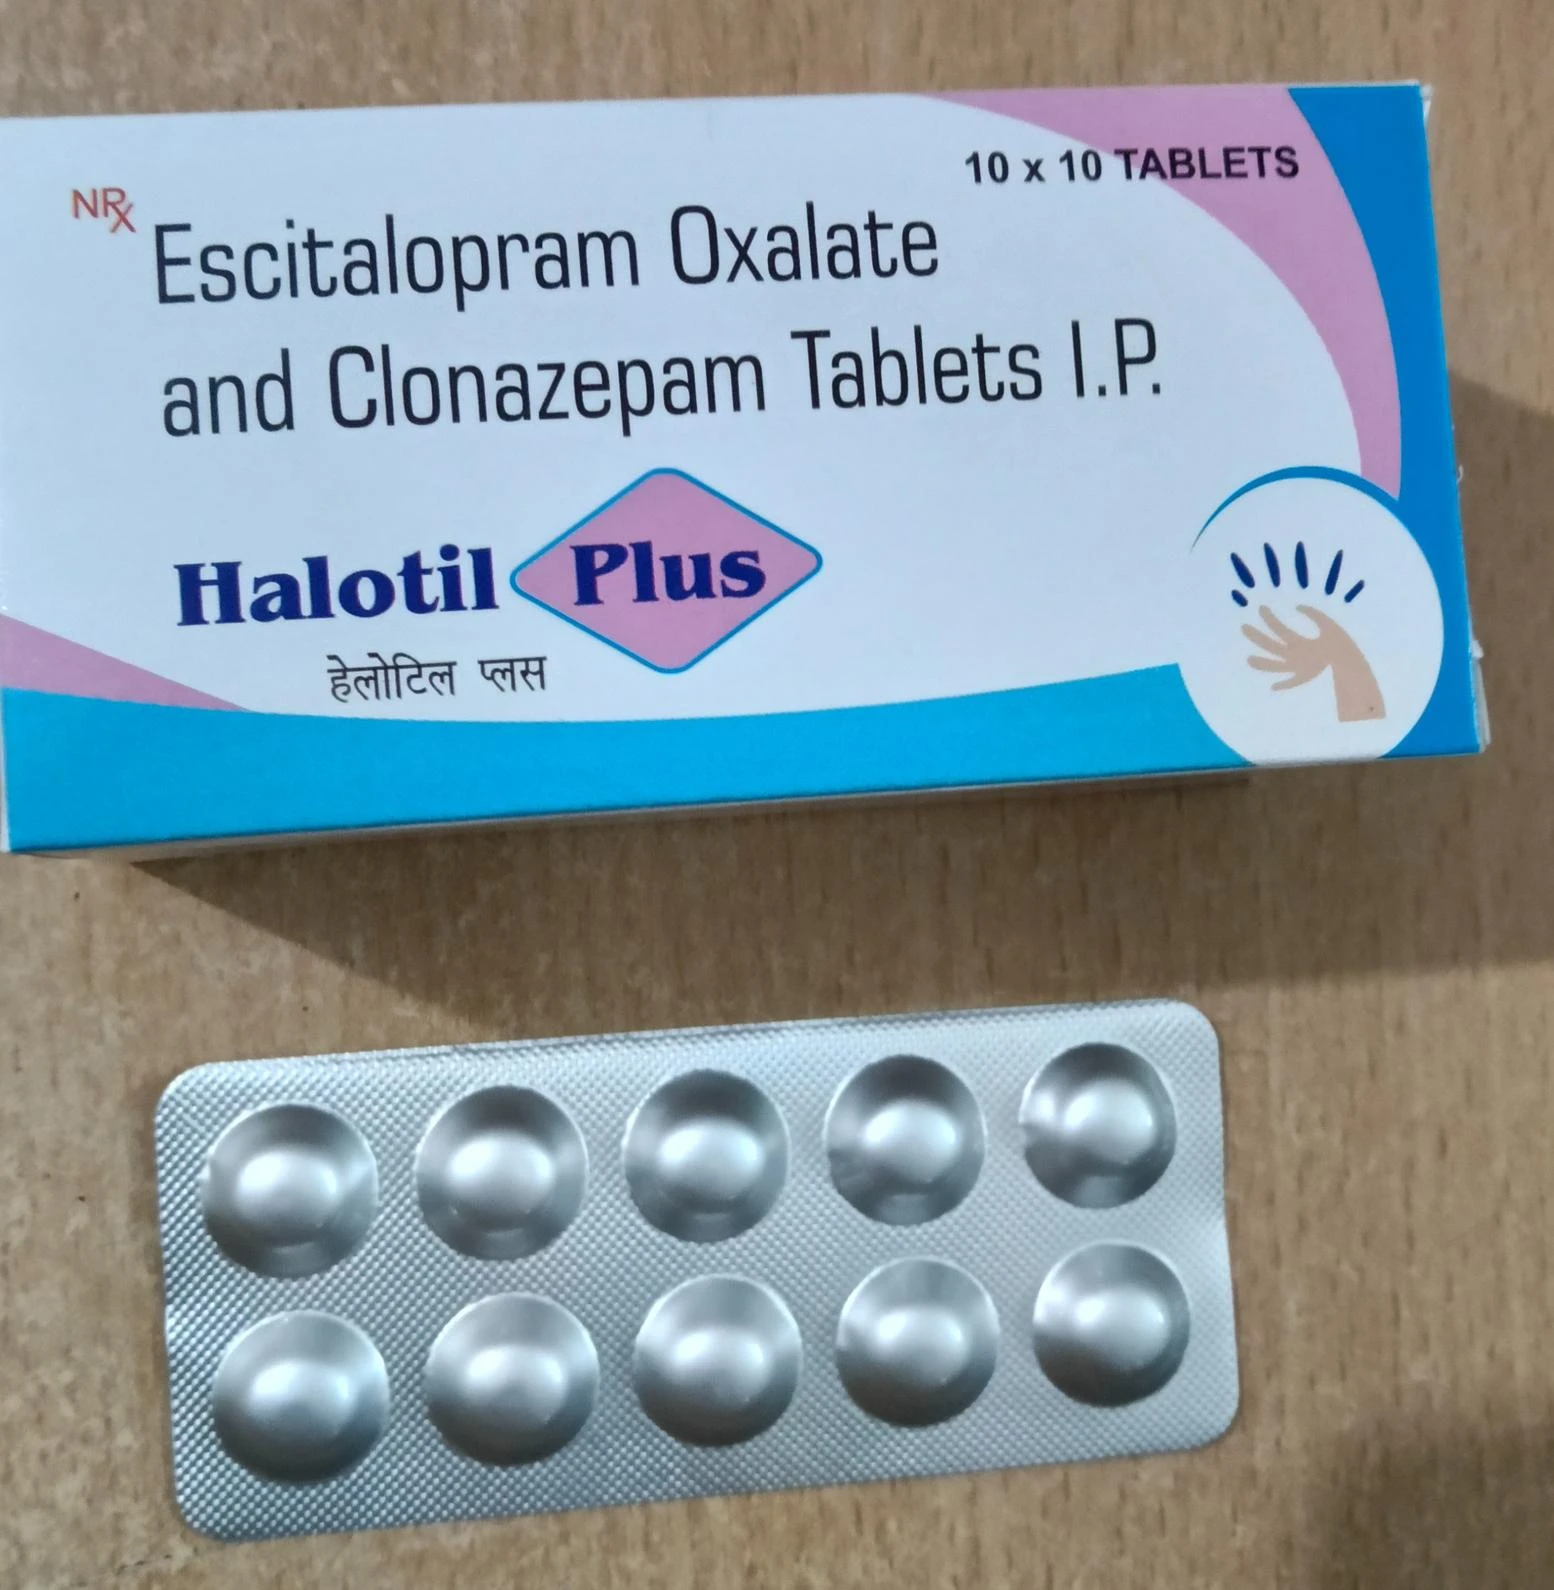 10 x 10 TABLETS
NRx Escitalopram Oxalate
and Clonazepam Tablets I.P.
Halotil Plus
हेलोटिल प्लस